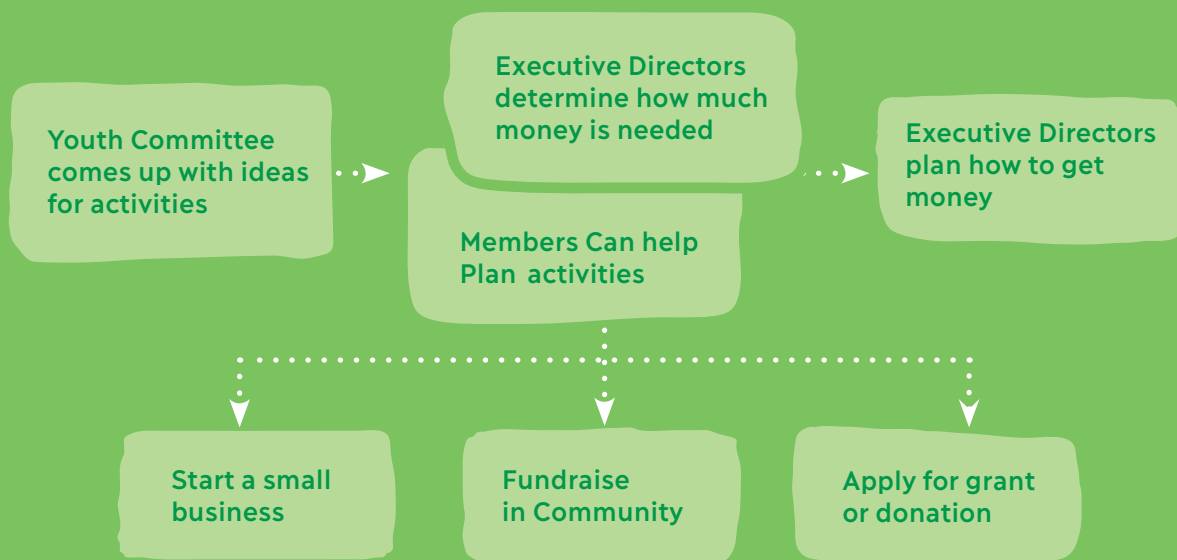 Youth Committee
comes up with ideas
for activities
Executive Directors
determine how much
money is needed
Members Can help
Plan activities
Executive Directors
plan how to get
money
Start a small
business
Fundraise
in Community
Apply for grant
or donation